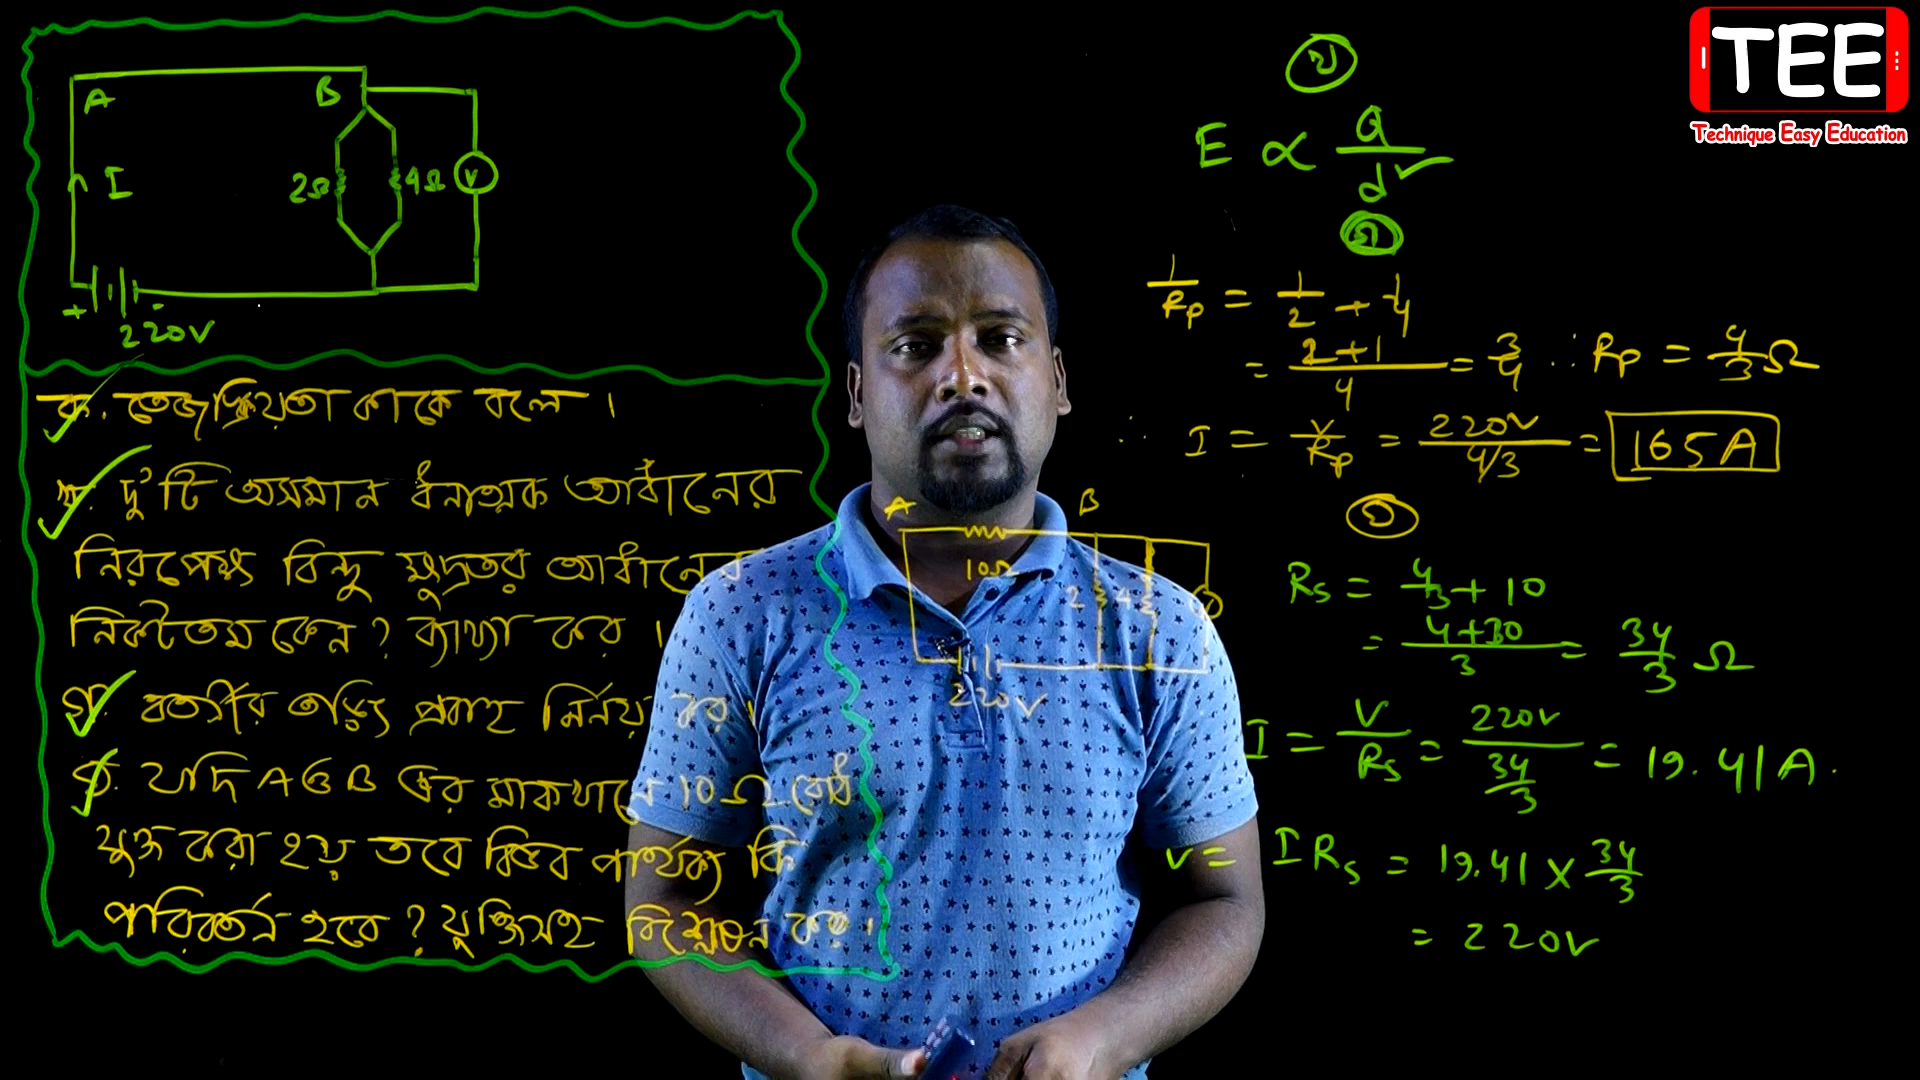 A
B
I
2Ω
4Ω
V
+
-
220V
ক. তেজস্ক্রিয়তা কাকে বলে ।
খ. দু'টি অসমান ধনাত্মক আধানের
নিরপেক্ষ বিন্দু ক্ষুদ্রতর আধানের
নিকটতম কেন ? ব্যাখ্যা কর ।
গ. বর্তনীর তড়িৎ প্রবাহ নির্ণয় কর ।
ঘ. যদি A ও B এর মাঝখানে 10 Ω রোধ
যুক্ত করা হয় তবে বিভব পার্থক্য কি
পরিবর্তন হবে ? যুক্তিসহ বিশ্লেষন কর ।
A
B
10Ω
2
4
220V
TEE
Technique Easy Education
খ
E ∝ Q/d²
গ
1/Rp = 1/2 + 1/4
= 2+1/4 = 3/4 ∴ Rp = 4/3 Ω
∴ I = V/Rp = 220V/4/3 = 165A
ঘ
Rs = 4/3 + 10
= 4+30/3 = 34/3 Ω
I = V/Rs = 220V/34/3 = 19.41A.
V = IRs = 19.41 × 34/3
= 220V